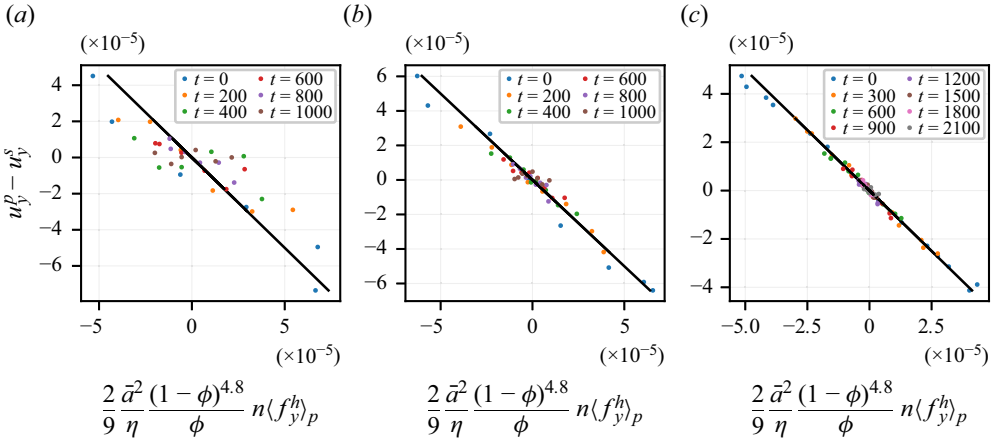 (a)
(×10⁻⁵)
4
2
0
−2
−4
−6
u_y^p − u_y^s
t = 0
t = 200
t = 400
t = 600
t = 800
t = 1000
−5
0
5
(×10⁻⁵)
2/9 ā²/η (1 − ϕ)^4.8/ϕ n⟨f_y^h⟩_p
(b)
(×10⁻⁵)
6
4
2
0
−2
−4
−6
t = 0
t = 200
t = 400
t = 600
t = 800
t = 1000
−5
0
5
(×10⁻⁵)
2/9 ā²/η (1 − ϕ)^4.8/ϕ n⟨f_y^h⟩_p
(c)
(×10⁻⁵)
4
2
0
−2
−4
t = 0
t = 300
t = 600
t = 900
t = 1200
t = 1500
t = 1800
t = 2100
−5.0
−2.5
0
2.5
(×10⁻⁵)
2/9 ā²/η (1 − ϕ)^4.8/ϕ n⟨f_y^h⟩_p